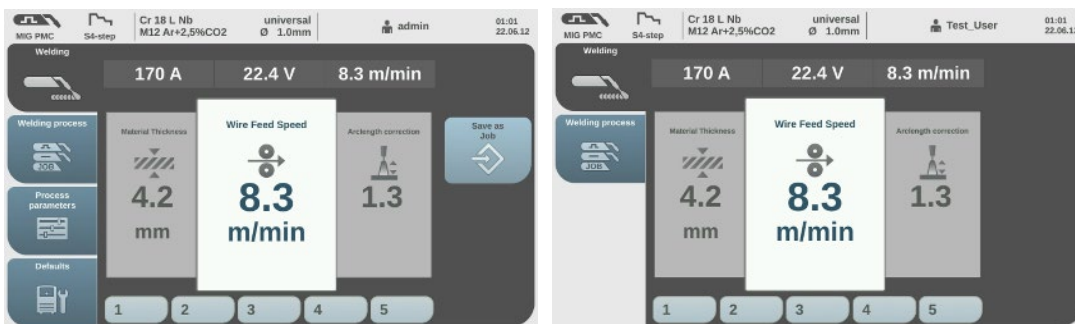 MIG PMC
S4-step
Cr 18 L Nb universal
M12 Ar+2,5%CO2 Ø 1.0mm
admin
01:01
22.06.12
Welding
170 A 22.4 V 8.3 m/min
Welding process
JOB
Process
parameters
Defaults
Material Thickness
4.2
mm
Wire Feed Speed
8.3
m/min
Arclength correction
1.3
Save as
Job
1 2 3 4 5
MIG PMC
S4-step
Cr 18 L Nb universal
M12 Ar+2,5%CO2 Ø 1.0mm
Test_User
01:01
22.06.12
Welding
170 A 22.4 V 8.3 m/min
Welding process
JOB
Material Thickness
4.2
mm
Wire Feed Speed
8.3
m/min
Arclength correction
1.3
1 2 3 4 5